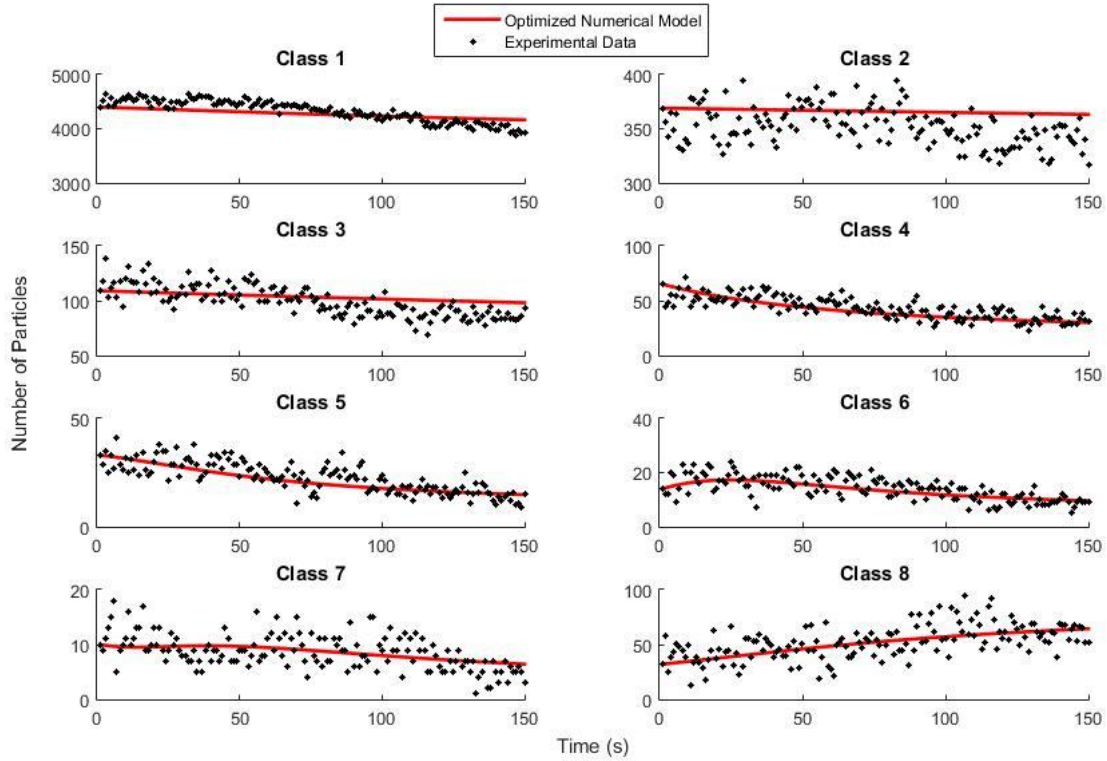 Optimized Numerical Model
Experimental Data
Class 1
5000
4000
3000
0 50 100 150
Class 2
400
350
300
0 50 100 150
Class 3
150
100
50
0 50 100 150
Class 4
100
50
0
0 50 100 150
Class 5
50
0
0 50 100 150
Class 6
40
20
0
0 50 100 150
Class 7
20
10
0
0 50 100 150
Class 8
100
50
0
0 50 100 150
Number of Particles
Time (s)